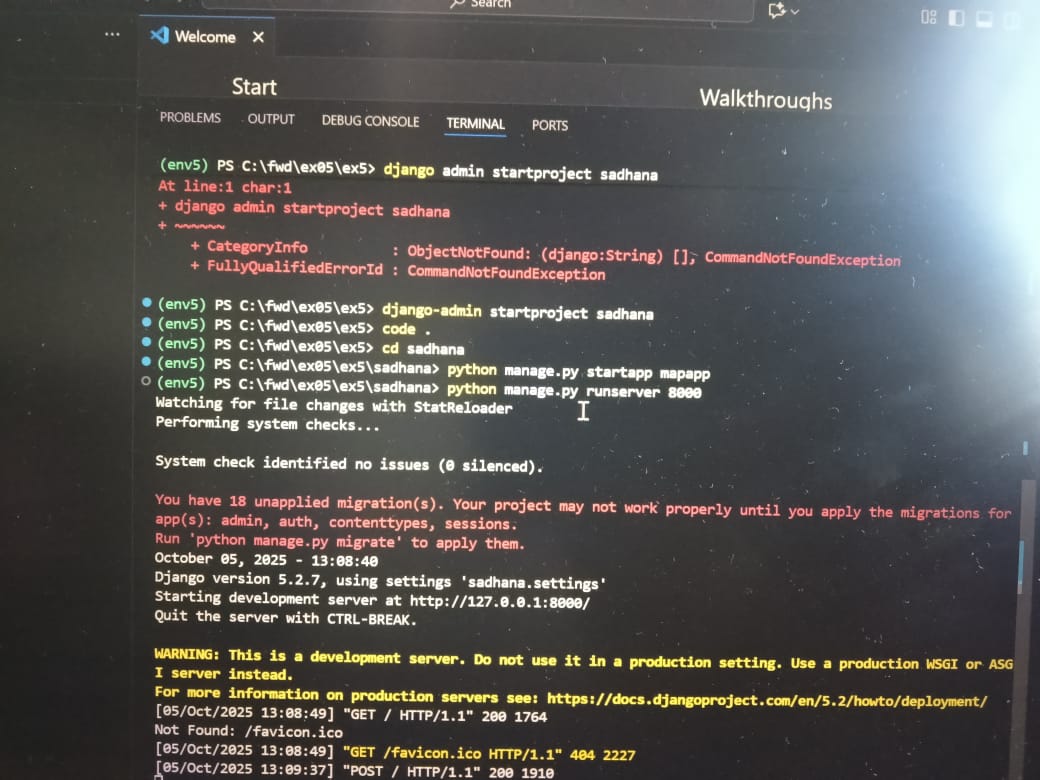 Search
Welcome
Start
Walkthroughs
PROBLEMS OUTPUT DEBUG CONSOLE TERMINAL PORTS
(env5) PS C:\fwd\ex05\ex5> django admin startproject sadhana
At line:1 char:1
+ django admin startproject sadhana
+ ~~~~~~
+ CategoryInfo : ObjectNotFound: (django:String) [], CommandNotFoundException
+ FullyQualifiedErrorId : CommandNotFoundException
(env5) PS C:\fwd\ex05\ex5> django-admin startproject sadhana
(env5) PS C:\fwd\ex05\ex5> code .
(env5) PS C:\fwd\ex05\ex5> cd sadhana
(env5) PS C:\fwd\ex05\ex5\sadhana> python manage.py startapp mapapp
(env5) PS C:\fwd\ex05\ex5\sadhana> python manage.py runserver 8000
Watching for file changes with StatReloader
Performing system checks...
System check identified no issues (0 silenced).
You have 18 unapplied migration(s). Your project may not work properly until you apply the migrations for
app(s): admin, auth, contenttypes, sessions.
Run 'python manage.py migrate' to apply them.
October 05, 2025 - 13:08:40
Django version 5.2.7, using settings 'sadhana.settings'
Starting development server at http://127.0.0.1:8000/
Quit the server with CTRL-BREAK.
WARNING: This is a development server. Do not use it in a production setting. Use a production WSGI or ASG
I server instead.
For more information on production servers see: https://docs.djangoproject.com/en/5.2/howto/deployment/
[05/Oct/2025 13:08:49] "GET / HTTP/1.1" 200 1764
Not Found: /favicon.ico
[05/Oct/2025 13:08:49] "GET /favicon.ico HTTP/1.1" 404 2227
[05/Oct/2025 13:09:37] "POST / HTTP/1.1" 200 1910